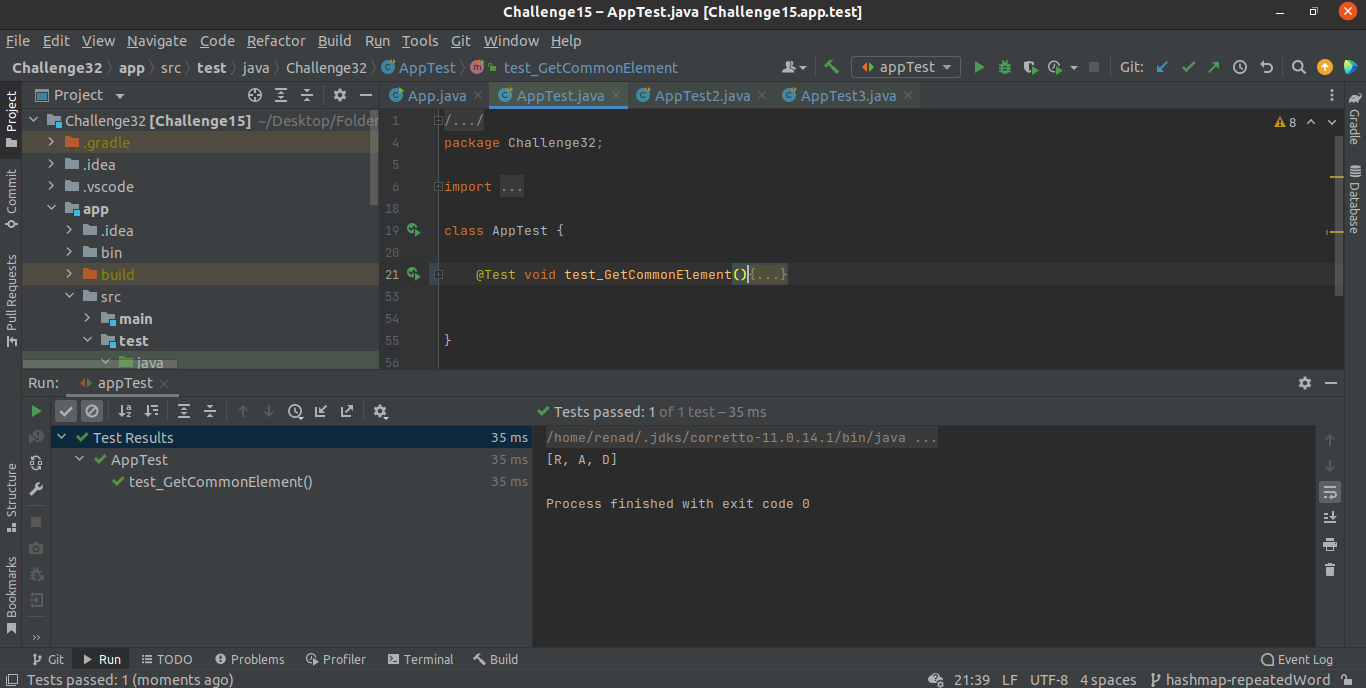 Challenge15 – AppTest.java [Challenge15.app.test]
File Edit View Navigate Code Refactor Build Run Tools Git Window Help
Challenge32 app src test java Challenge32 AppTest test_GetCommonElement appTest Git:
Project
App.java AppTest.java AppTest2.java AppTest3.java
Challenge32 [Challenge15] ~/Desktop/Folder
.gradle
.idea
.vscode
app
.idea
bin
build
src
main
test
java
1 /.../
4 package Challenge32;
5
6 import ...
18
19 class AppTest {
20
21 @Test void test_GetCommonElement(){...}
53
54
55 }
56
8
Project
Commit
Pull Requests
Structure
Bookmarks
Gradle
Database
Run: appTest
Tests passed: 1 of 1 test – 35 ms
Test Results 35 ms
AppTest 35 ms
test_GetCommonElement() 35 ms
/home/renad/.jdks/corretto-11.0.14.1/bin/java ...
[R, A, D]
Process finished with exit code 0
Git Run TODO Problems Profiler Terminal Build Event Log
Tests passed: 1 (moments ago) 21:39 LF UTF-8 4 spaces hashmap-repeatedWord